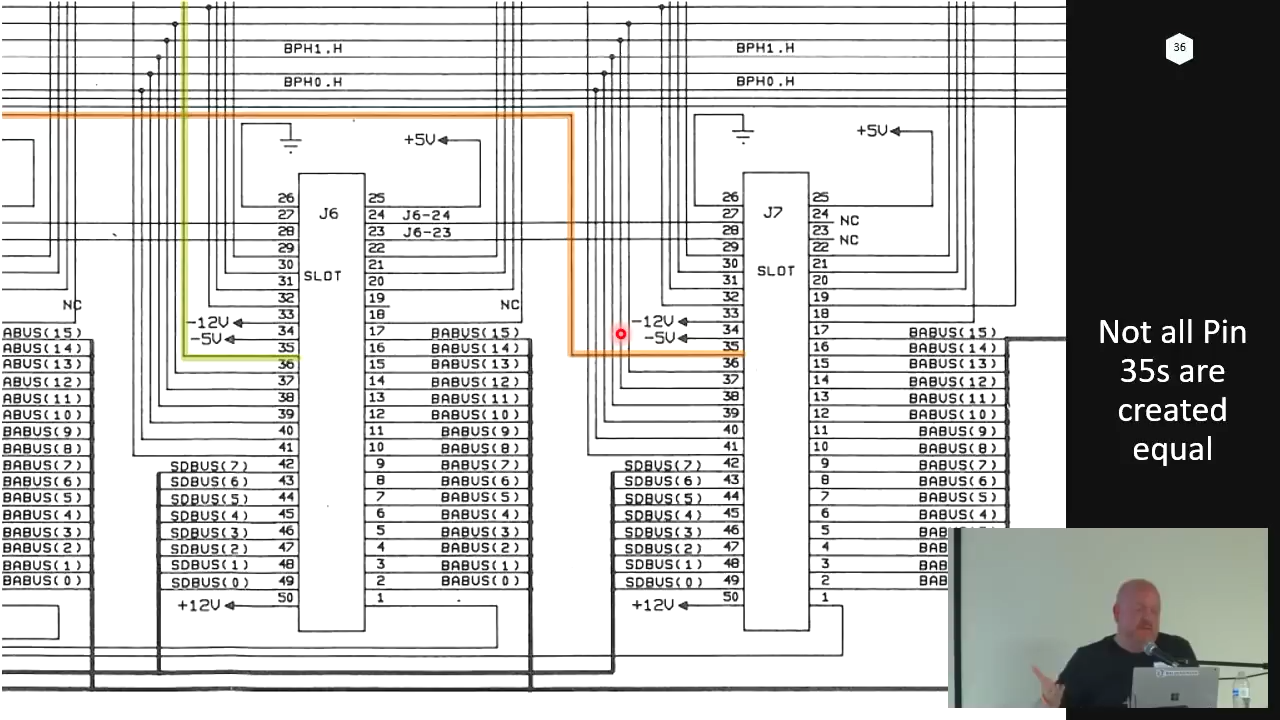 BPH1.H
BPH1.H
36
BPH0.H
BPH0.H
+5V
+5V
26 25
27 J6 24 J6-24
28 23 J6-23
29 22
30 21
31 SLOT 20
32 19
NC 33 18 NC
-12V 34 17 BABUS(15)
-5V 35 16 BABUS(14)
36 15 BABUS(13)
37 14 BABUS(12)
38 13 BABUS(11)
39 12 BABUS(10)
40 11 BABUS(9)
41 10 BABUS(8)
SDBUS(7) 42 9 BABUS(7)
SDBUS(6) 43 8 BABUS(6)
SDBUS(5) 44 7 BABUS(5)
SDBUS(4) 45 6 BABUS(4)
SDBUS(3) 46 5 BABUS(3)
SDBUS(2) 47 4 BABUS(2)
SDBUS(1) 48 3 BABUS(1)
SDBUS(0) 49 2 BABUS(0)
+12V 50 1
26 25
27 J7 24 NC
28 23 NC
29 22
30 21
31 SLOT 20
32 19
33 18
-12V 34 17 BABUS(15)
-5V 35 16 BABUS(14)
36 15 BABUS(13)
37 14 BABUS(12)
38 13 BABUS(11)
39 12 BABUS(10)
40 11 BABUS(9)
41 10 BABUS(8)
SDBUS(7) 42 9 BABUS(7)
SDBUS(6) 43 8 BABUS(6)
SDBUS(5) 44 7 BABUS(5)
SDBUS(4) 45 6 BABUS(4)
SDBUS(3) 46 5 BAB
SDBUS(2) 47 4 BAB
SDBUS(1) 48 3 BAB
SDBUS(0) 49 2 BAB
+12V 50 1
ABUS(15)
ABUS(14)
ABUS(13)
ABUS(12)
ABUS(11)
ABUS(10)
BABUS(9)
BABUS(8)
BABUS(7)
BABUS(6)
BABUS(5)
BABUS(4)
BABUS(3)
BABUS(2)
BABUS(1)
BABUS(0)
Not all Pin
35s are
created
equal